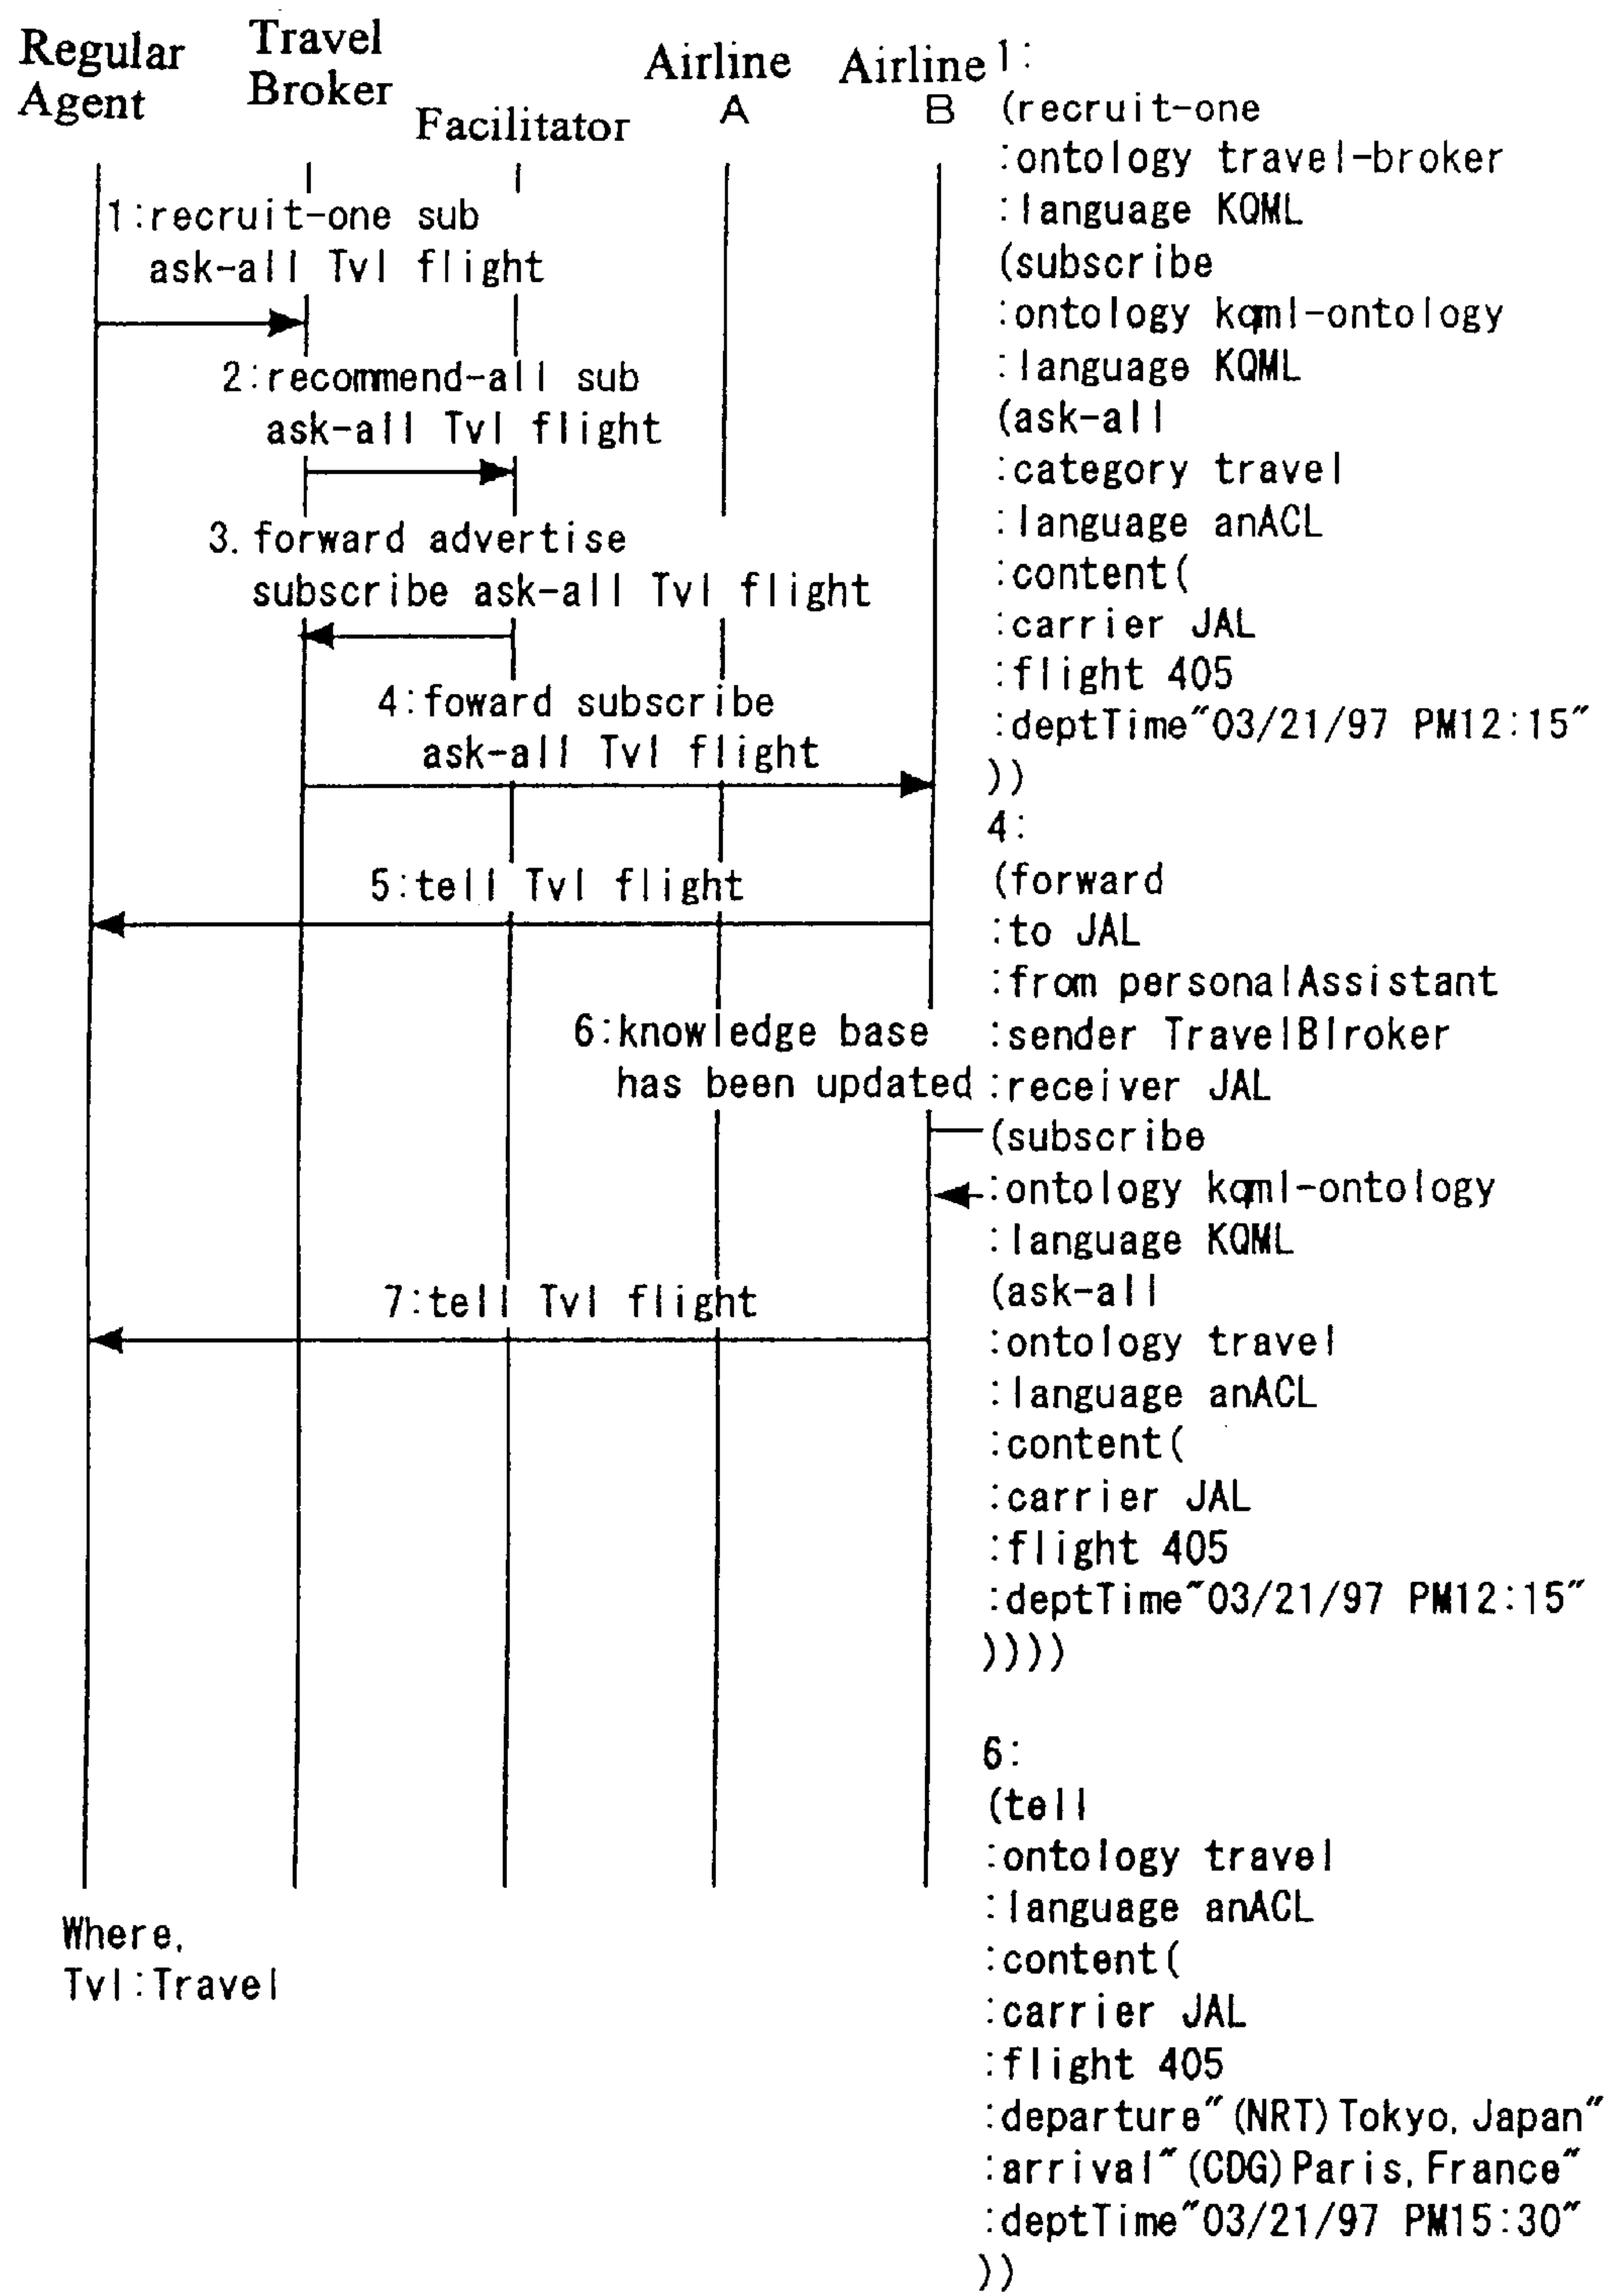 Regular
Agent
Travel
Broker
Facilitator
Airline
A
Airline
B
1:recruit-one sub
ask-all Tvl flight
2:recommend-all sub
ask-all Tvl flight
3.forward advertise
subscribe ask-all Tvl flight
4:foward subscribe
ask-all Tvl flight
5:tell Tvl flight
6:knowledge base
has been updated
7:tell Tvl flight
Where,
Tvl:Travel
1:
(recruit-one
:ontology travel-broker
:language KQML
(subscribe
:ontology kqml-ontology
:language KQML
(ask-all
:category travel
:language anACL
:content(
:carrier JAL
:flight 405
:deptTime"03/21/97 PM12:15"
))
4:
(forward
:to JAL
:from personalAssistant
:sender TravelBlroker
:receiver JAL
(subscribe
:ontology kqml-ontology
:language KQML
(ask-all
:ontology travel
:language anACL
:content(
:carrier JAL
:flight 405
:deptTime"03/21/97 PM12:15"
))))
6:
(tell
:ontology travel
:language anACL
:content(
:carrier JAL
:flight 405
:departure"(NRT)Tokyo,Japan"
:arrival"(CDG)Paris,France"
:deptTime"03/21/97 PM15:30"
))